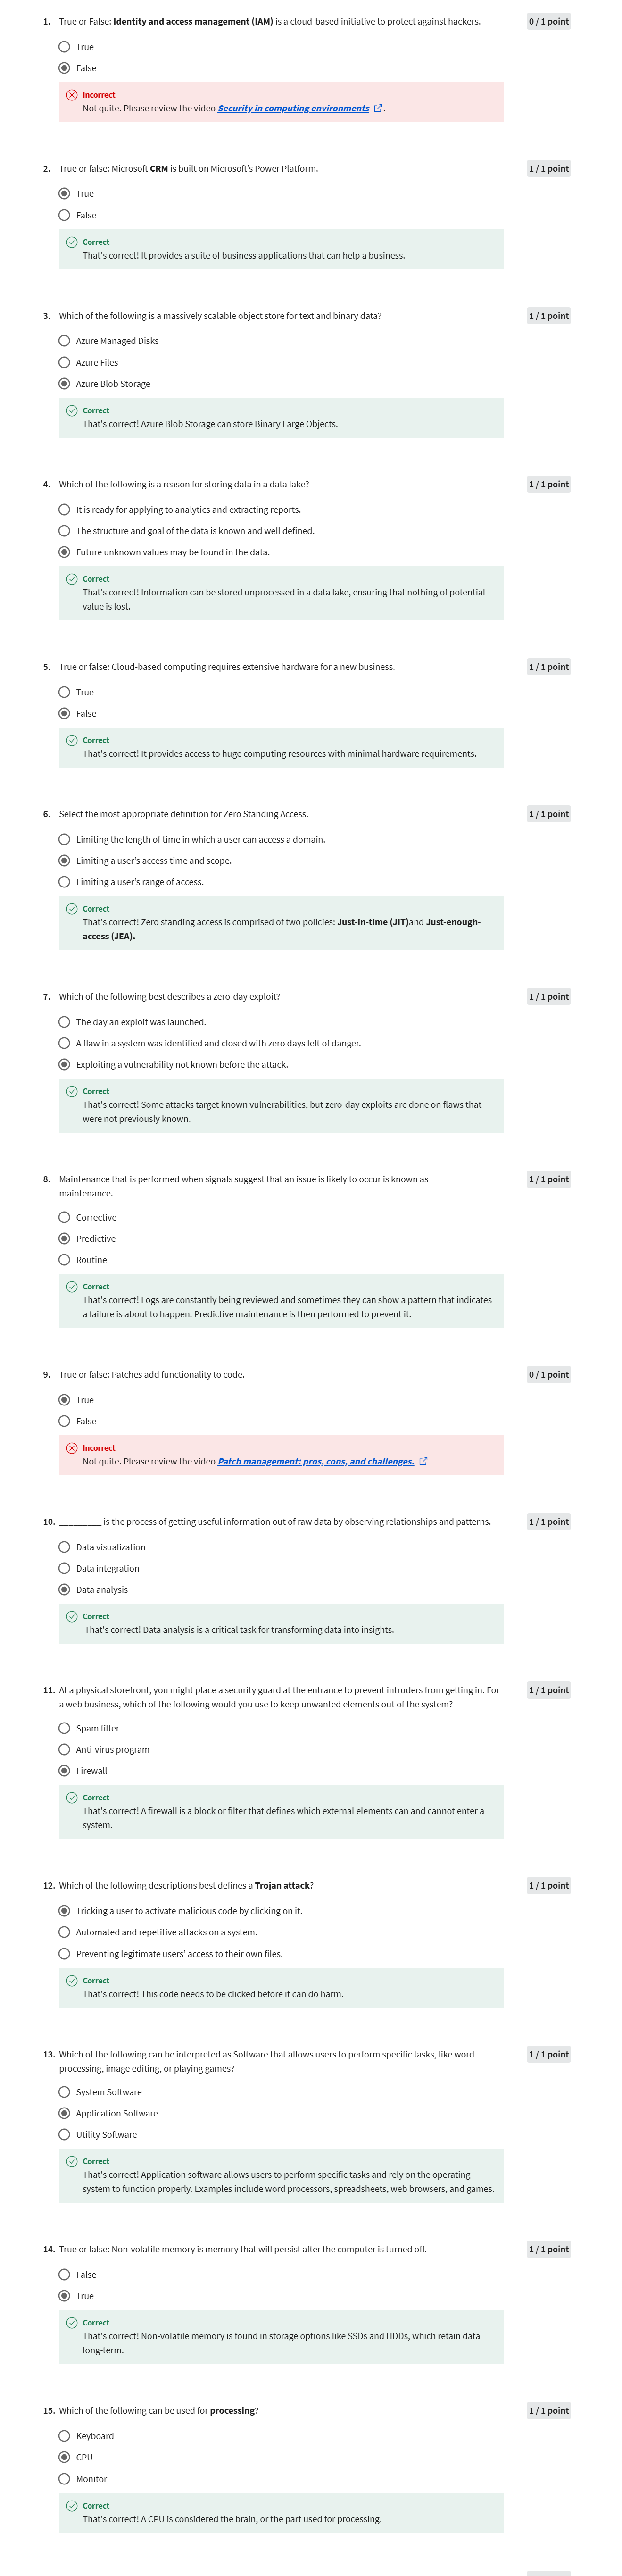 1. True or False: Identity and access management (IAM) is a cloud-based initiative to protect against hackers.
0 / 1 point
True
False
Incorrect
Not quite. Please review the video Security in computing environments .
2. True or false: Microsoft CRM is built on Microsoft's Power Platform.
1 / 1 point
True
False
Correct
That's correct! It provides a suite of business applications that can help a business.
3. Which of the following is a massively scalable object store for text and binary data?
1 / 1 point
Azure Managed Disks
Azure Files
Azure Blob Storage
Correct
That's correct! Azure Blob Storage can store Binary Large Objects.
4. Which of the following is a reason for storing data in a data lake?
1 / 1 point
It is ready for applying to analytics and extracting reports.
The structure and goal of the data is known and well defined.
Future unknown values may be found in the data.
Correct
That's correct! Information can be stored unprocessed in a data lake, ensuring that nothing of potential
value is lost.
5. True or false: Cloud-based computing requires extensive hardware for a new business.
1 / 1 point
True
False
Correct
That's correct! It provides access to huge computing resources with minimal hardware requirements.
6. Select the most appropriate definition for Zero Standing Access.
1 / 1 point
Limiting the length of time in which a user can access a domain.
Limiting a user's access time and scope.
Limiting a user's range of access.
Correct
That's correct! Zero standing access is comprised of two policies: Just-in-time (JIT)and Just-enough-
access (JEA).
7. Which of the following best describes a zero-day exploit?
1 / 1 point
The day an exploit was launched.
A flaw in a system was identified and closed with zero days left of danger.
Exploiting a vulnerability not known before the attack.
Correct
That's correct! Some attacks target known vulnerabilities, but zero-day exploits are done on flaws that
were not previously known.
8. Maintenance that is performed when signals suggest that an issue is likely to occur is known as ____________
maintenance.
1 / 1 point
Corrective
Predictive
Routine
Correct
That's correct! Logs are constantly being reviewed and sometimes they can show a pattern that indicates
a failure is about to happen. Predictive maintenance is then performed to prevent it.
9. True or false: Patches add functionality to code.
0 / 1 point
True
False
Incorrect
Not quite. Please review the video Patch management: pros, cons, and challenges.
10. _________ is the process of getting useful information out of raw data by observing relationships and patterns.
1 / 1 point
Data visualization
Data integration
Data analysis
Correct
That's correct! Data analysis is a critical task for transforming data into insights.
11. At a physical storefront, you might place a security guard at the entrance to prevent intruders from getting in. For
a web business, which of the following would you use to keep unwanted elements out of the system?
1 / 1 point
Spam filter
Anti-virus program
Firewall
Correct
That's correct! A firewall is a block or filter that defines which external elements can and cannot enter a
system.
12. Which of the following descriptions best defines a Trojan attack?
1 / 1 point
Tricking a user to activate malicious code by clicking on it.
Automated and repetitive attacks on a system.
Preventing legitimate users' access to their own files.
Correct
That's correct! This code needs to be clicked before it can do harm.
13. Which of the following can be interpreted as Software that allows users to perform specific tasks, like word
processing, image editing, or playing games?
1 / 1 point
System Software
Application Software
Utility Software
Correct
That's correct! Application software allows users to perform specific tasks and rely on the operating
system to function properly. Examples include word processors, spreadsheets, web browsers, and games.
14. True or false: Non-volatile memory is memory that will persist after the computer is turned off.
1 / 1 point
False
True
Correct
That's correct! Non-volatile memory is found in storage options like SSDs and HDDs, which retain data
long-term.
15. Which of the following can be used for processing?
1 / 1 point
Keyboard
CPU
Monitor
Correct
That's correct! A CPU is considered the brain, or the part used for processing.